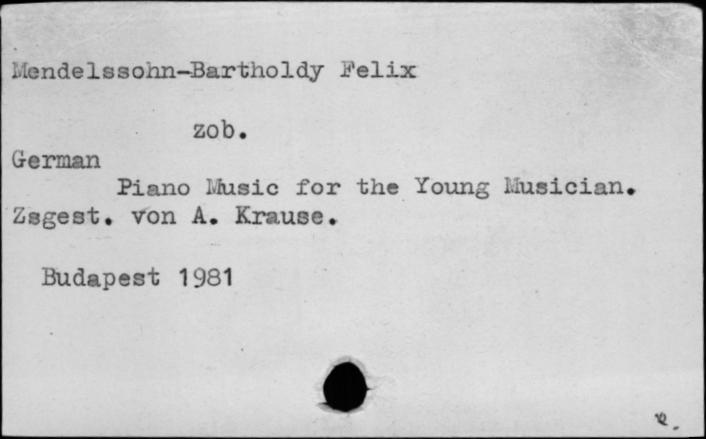 Mendelssohn-Bartholdy Felix
zob.
German
Piano Music for the Young Musician.
Zsgest. von A. Krause.
Budapest 1981